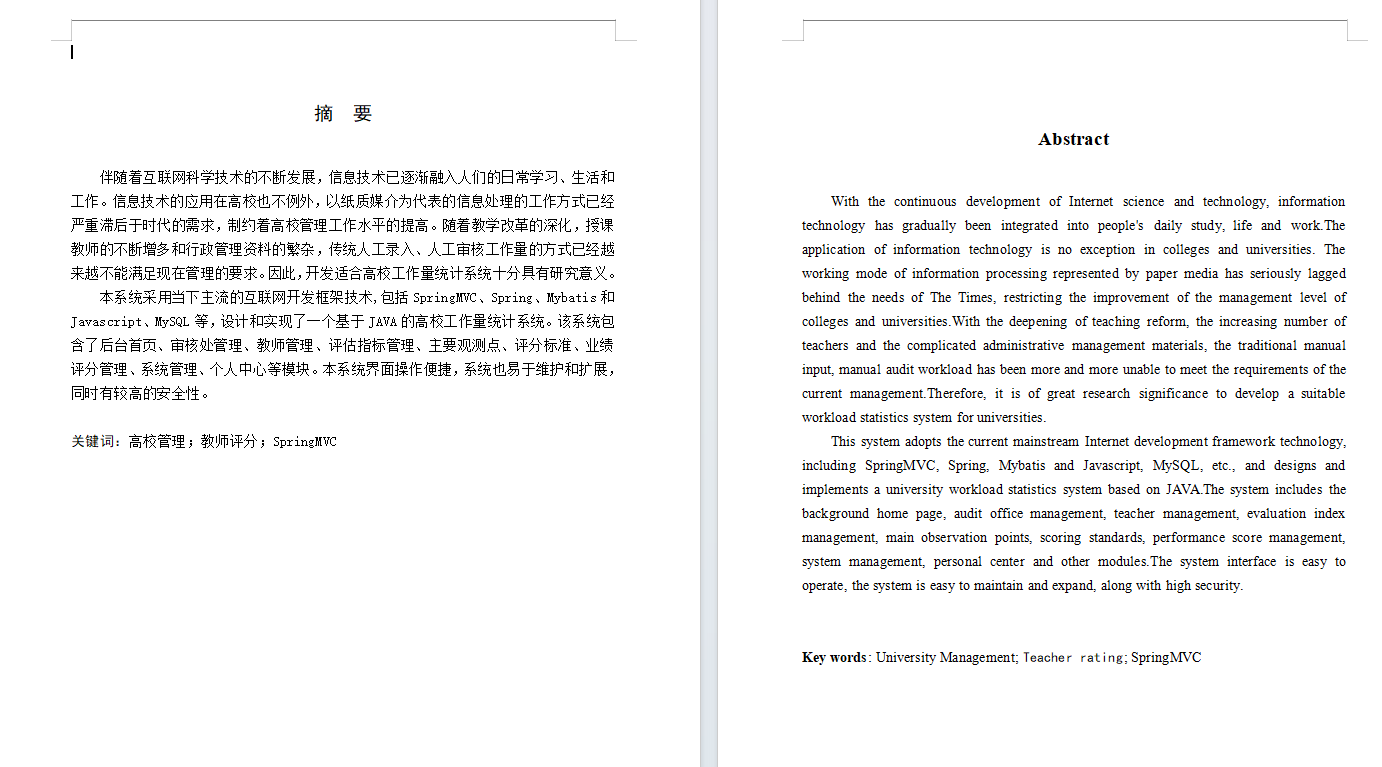 摘 要
伴随着互联网科学技术的不断发展，信息技术已逐渐融入人们的日常学习、生活和
工作。信息技术的应用在高校也不例外，以纸质媒介为代表的信息处理的工作方式已经
严重滞后于时代的需求，制约着高校管理工作水平的提高。随着教学改革的深化，授课
教师的不断增多和行政管理资料的繁杂，传统人工录入、人工审核工作量的方式已经越
来越不能满足现在管理的要求。因此，开发适合高校工作量统计系统十分具有研究意义。
本系统采用当下主流的互联网开发框架技术,包括 SpringMVC、Spring、Mybatis 和
Javascript、MySQL 等，设计和实现了一个基于 JAVA 的高校工作量统计系统。该系统包
含了后台首页、审核处管理、教师管理、评估指标管理、主要观测点、评分标准、业绩
评分管理、系统管理、个人中心等模块。本系统界面操作便捷，系统也易于维护和扩展，
同时有较高的安全性。
关键词：高校管理；教师评分；SpringMVC
Abstract
With the continuous development of Internet science and technology, information
technology has gradually been integrated into people's daily study, life and work.The
application of information technology is no exception in colleges and universities. The
working mode of information processing represented by paper media has seriously lagged
behind the needs of The Times, restricting the improvement of the management level of
colleges and universities.With the deepening of teaching reform, the increasing number of
teachers and the complicated administrative management materials, the traditional manual
input, manual audit workload has been more and more unable to meet the requirements of the
current management.Therefore, it is of great research significance to develop a suitable
workload statistics system for universities.
This system adopts the current mainstream Internet development framework technology,
including SpringMVC, Spring, Mybatis and Javascript, MySQL, etc., and designs and
implements a university workload statistics system based on JAVA.The system includes the
background home page, audit office management, teacher management, evaluation index
management, main observation points, scoring standards, performance score management,
system management, personal center and other modules.The system interface is easy to
operate, the system is easy to maintain and expand, along with high security.
Key words: University Management; Teacher rating; SpringMVC